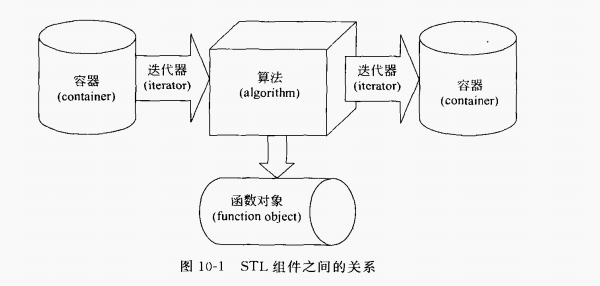 容器
(container)
迭代器
(iterator)
算法
(algorithm)
迭代器
(iterator)
容器
(container)
函数对象
(function object)
图 10-1 STL 组件之间的关系